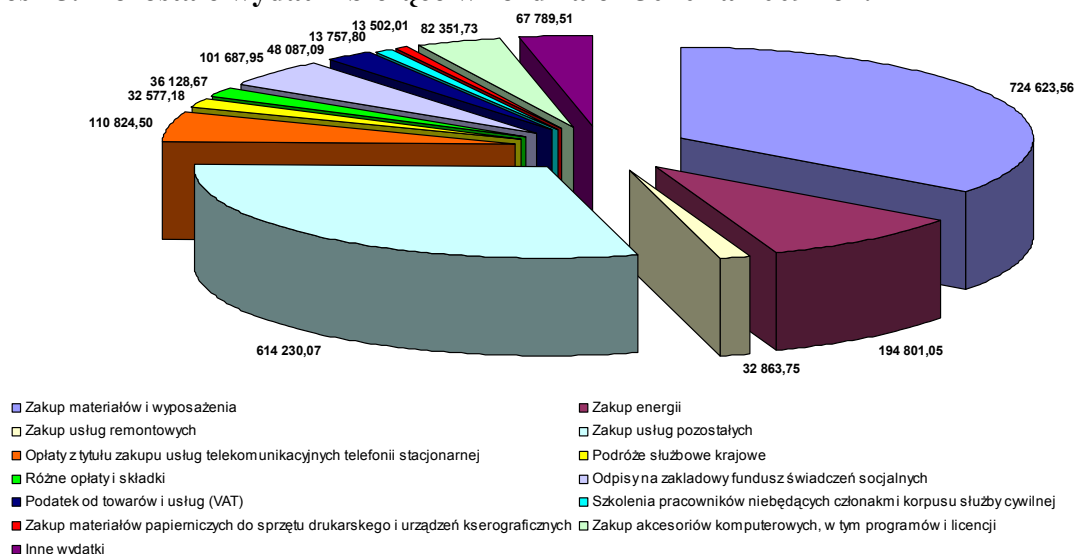 13 502,01
67 789,51
13 757,80
82 351,73
48 087,09
101 687,95
36 128,67
32 577,18
110 824,50
724 623,56
614 230,07
194 801,05
32 863,75
Zakup materiałów i wyposażenia
Zakup energii
Zakup usług remontowych
Zakup usług pozostałych
Opłaty z tytułu zakupu usług telekomunikacyjnych telefonii stacjonarnej
Podróże służbowe krajowe
Różne opłaty i składki
Odpisy na zakladowy fundusz świadczeń socjalnych
Podatek od towarów i usług (VAT)
Szkolenia pracowników niebędących członakmi korpusu służby cywilnej
Zakup materiałów papierniczych do sprzętu drukarskiego i urządzeń kserograficznych
Zakup akcesoriów komputerowych, w tym programów i licencji
Inne wydatki